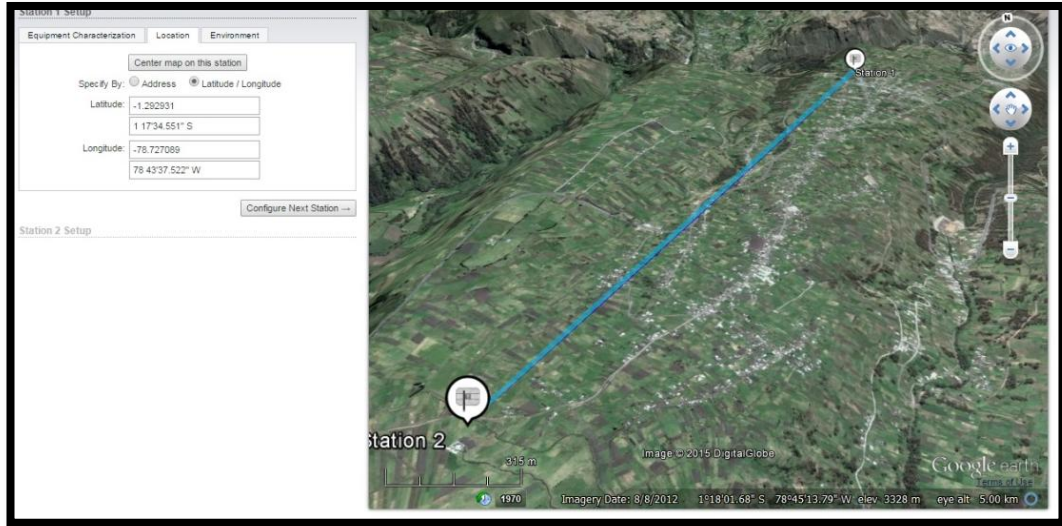 Station 1 Setup
Equipment Characterization Location Environment
Center map on this station
Specify By: Address Latitude / Longitude
Latitude: -1.292931
1 17'34.551" S
Longitude: -78.727089
78 43'37.522" W
Configure Next Station →
Station 2 Setup
N
Station 1
Station 2
315 m
Image © 2015 DigitalGlobe
Google earth
Terms of Use
1970
Imagery Date: 8/8/2012 1°18'01.68" S 78°45'13.79" W elev 3328 m eye alt 5.00 km